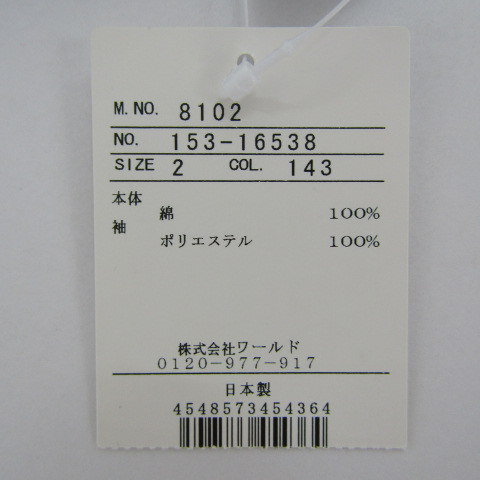 M.NO. 8102
NO. 153-16538
SIZE 2 COL. 143
本体 綿 100%
袖 ポリエステル 100%
株式会社ワールド
0120-977-917
日本製
4548573454364